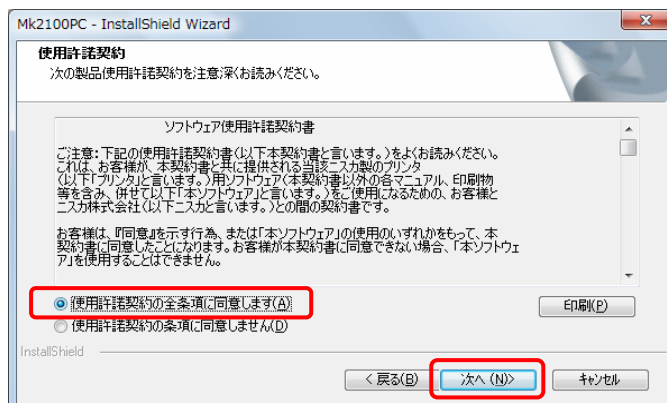 Mk2100PC - InstallShield Wizard
使用許諾契約
次の製品使用許諾契約を注意深くお読みください。
ソフトウェア使用許諾契約書
ご注意：下記の使用許諾契約書（以下本契約書と言います。）をよくお読みください。
これは、お客様が、本契約書と共に提供される当該ニスカ製のプリンタ
（以下「プリンタ」と言います。）用ソフトウェア（本契約書以外の各マニュアル、印刷物
等を含み、併せて以下「本ソフトウェア」と言います。）をご使用になるための、お客様と
ニスカ株式会社（以下ニスカと言います。）との間の契約書です。
お客様は、『同意』を示す行為、または「本ソフトウェア」の使用のいずれかをもって、本
契約書に同意したことになります。お客様が本契約書に同意できない場合、「本ソフトウェ
ア」を使用することはできません。
使用許諾契約の全条項に同意します(A)
印刷(P)
使用許諾契約の条項に同意しません(D)
InstallShield
< 戻る(B)
次へ (N)>
キャンセル